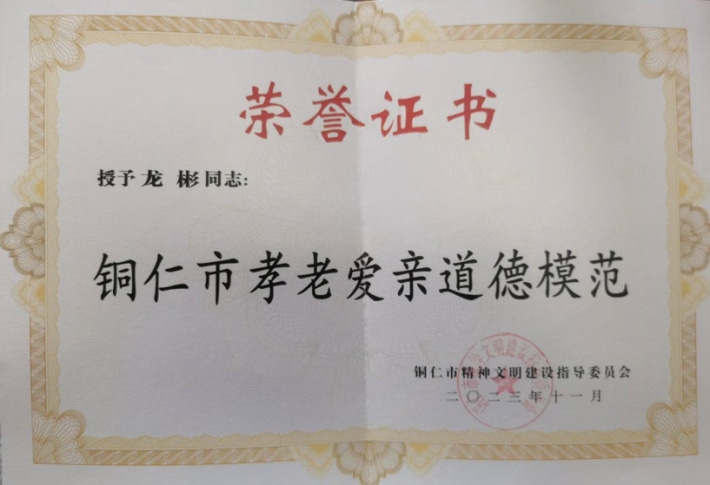 荣誉证书
授予 龙 彬 同志:
铜仁市孝老爱亲道德模范
铜仁市精神文明建设指导委员会
二〇二三年十一月